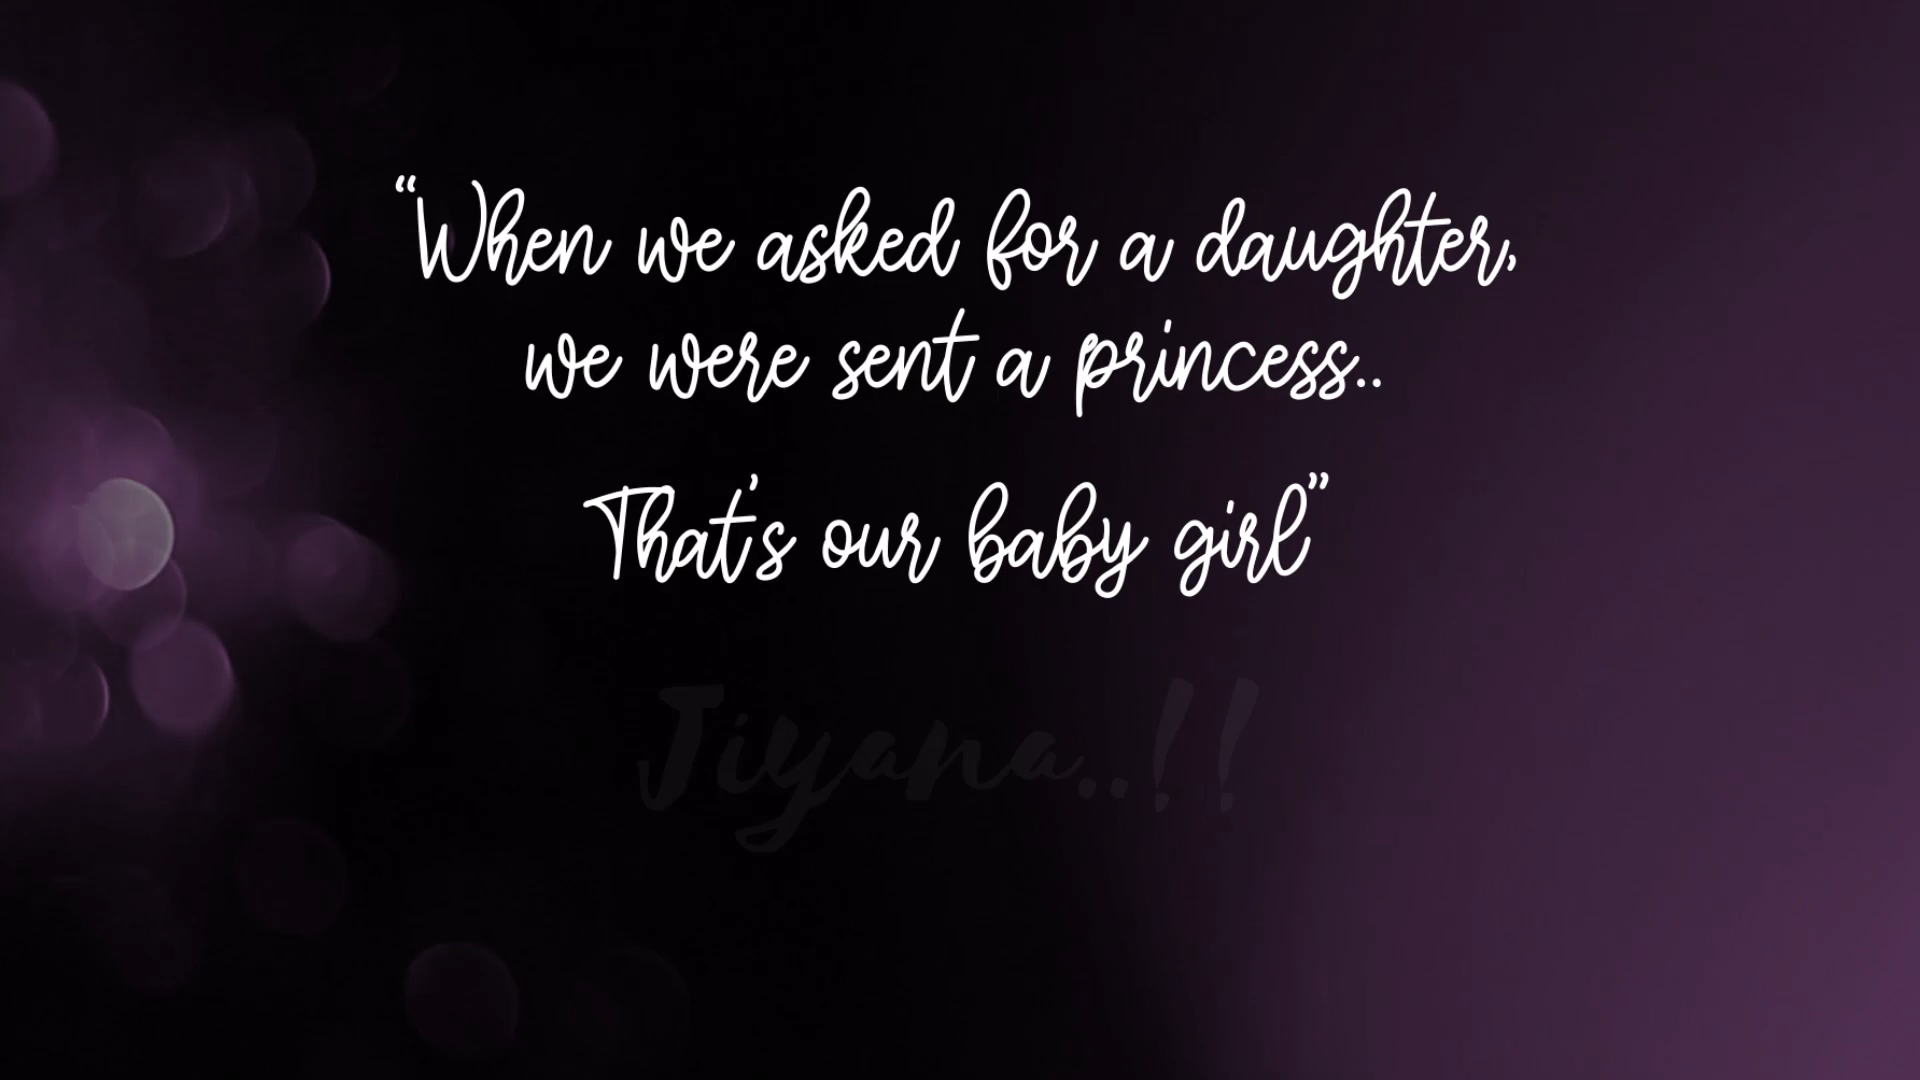 “When we asked for a daughter,
we were sent a princess..
That's our baby girl”
Jiyana..!!